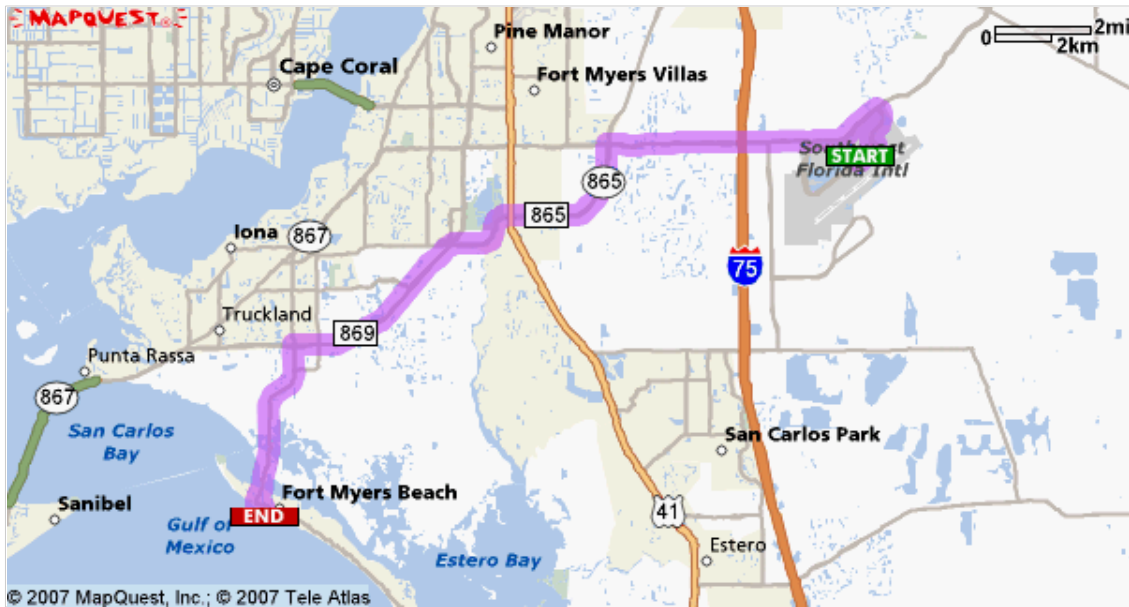 MAPQUEST
2mi
0
2km
Pine Manor
Cape Coral
Fort Myers Villas
START
Florida Intl
865
865
867
Iona
75
Truckland
869
Punta Rassa
867
San Carlos
Bay
San Carlos Park
Sanibel
Fort Myers Beach
END
Gulf of
Mexico
41
Estero Bay
Estero
© 2007 MapQuest, Inc.; © 2007 Tele Atlas